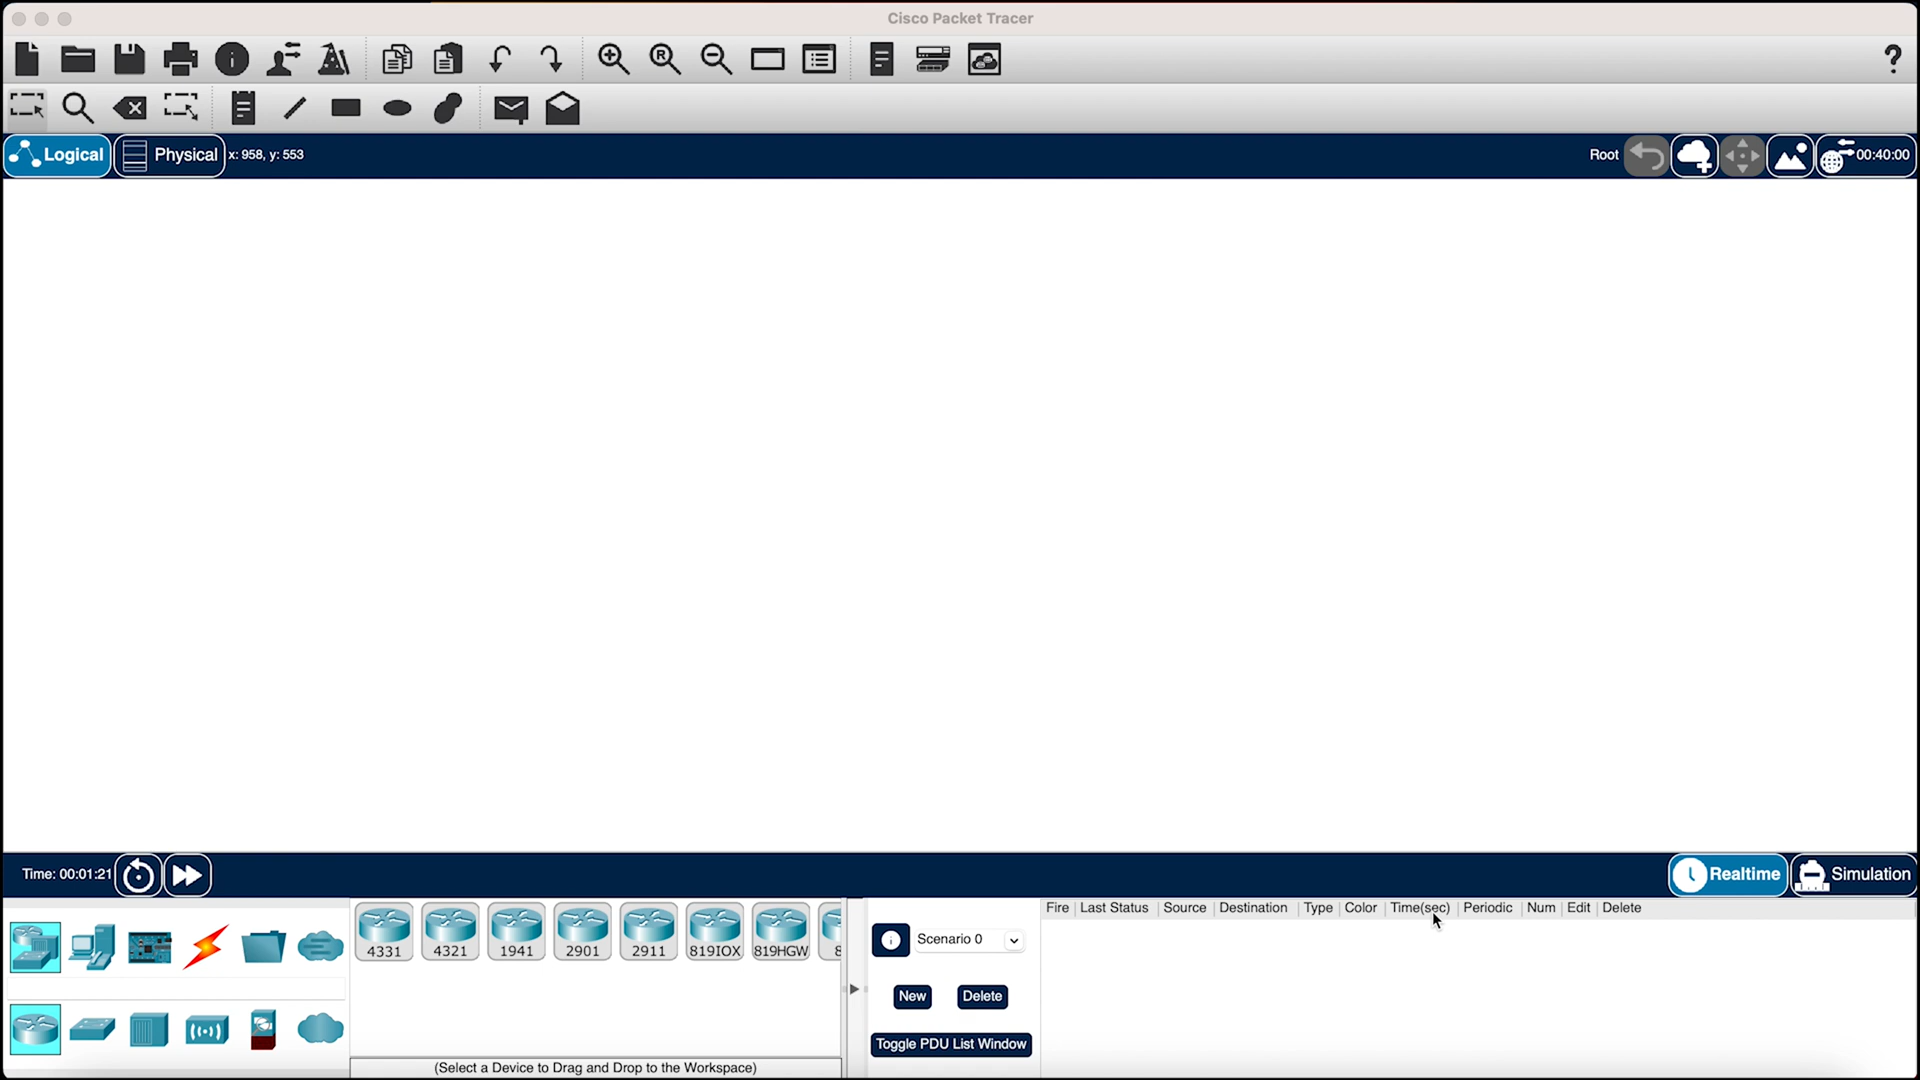 Cisco Packet Tracer
R
?
Logical
Physical
x: 958, y: 553
Root
00:40:00
Time: 00:01:21
Realtime
Simulation
4331
4321
1941
2901
2911
819IOX
819HGW
8
(Select a Device to Drag and Drop to the Workspace)
Scenario 0
New
Delete
Toggle PDU List Window
Fire
Last Status
Source
Destination
Type
Color
Time(sec)
Periodic
Num
Edit
Delete